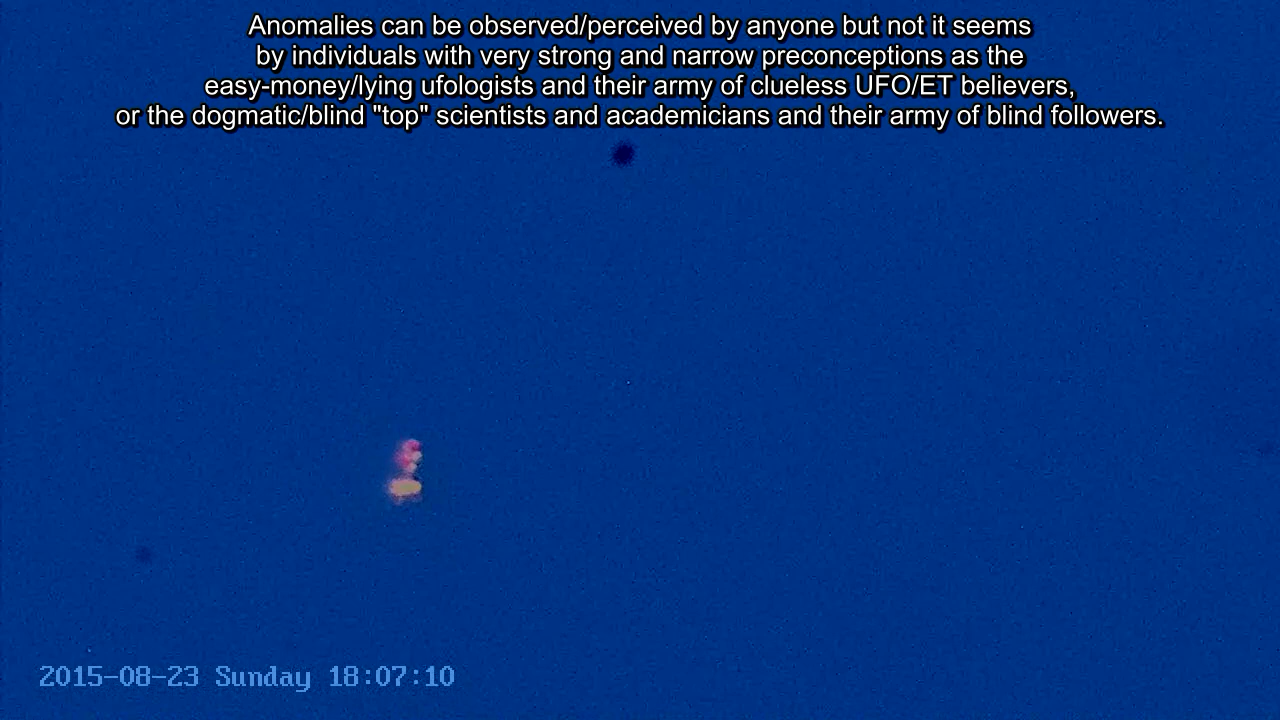 Anomalies can be observed/perceived by anyone but not it seems
by individuals with very strong and narrow preconceptions as the
easy-money/lying ufologists and their army of clueless UFO/ET believers,
or the dogmatic/blind "top" scientists and academicians and their army of blind followers.
2015-08-23 Sunday 18:07:10